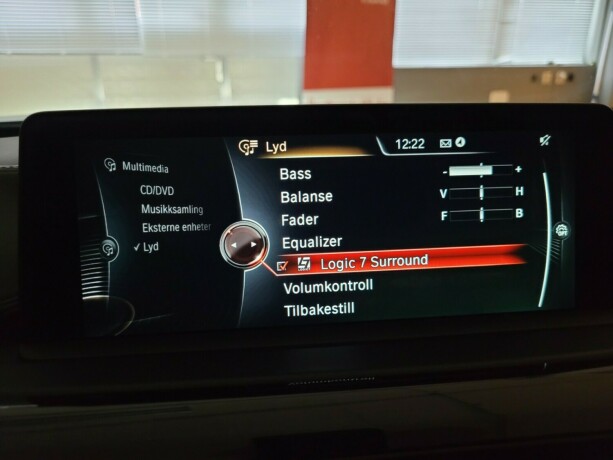 Lyd
12:22
Multimedia
CD/DVD
Musikksamling
Eksterne enheter
✓ Lyd
Bass - +
Balanse V H
Fader F B
Equalizer
Logic 7 Surround
Volumkontroll
Tilbakestill